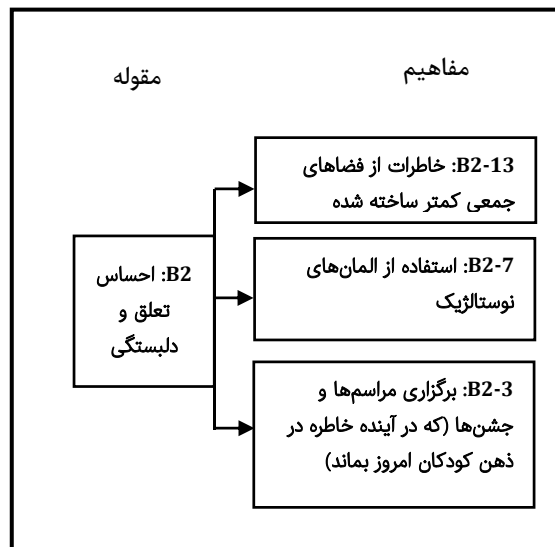 مفاهیم
مقوله
B2-13: خاطرات از فضاهای
جمعی کمتر ساخته شده
B2-7: استفاده از المان‌های
نوستالژیک
B2: احساس
تعلق و
دلبستگی
B2-3: برگزاری مراسم‌ها و
جشن‌ها (که در آینده خاطره در
ذهن کودکان امروز بماند)